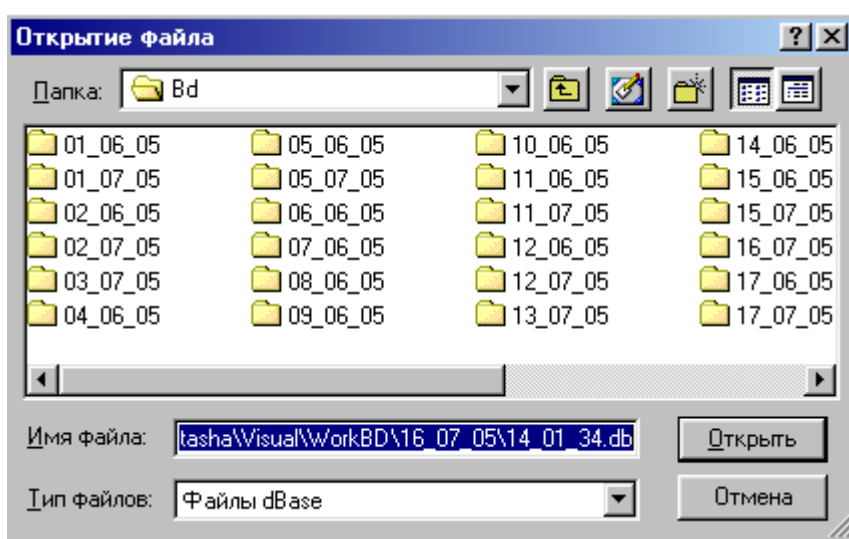 Открытие файла
Папка: Bd
01_06_05 05_06_05 10_06_05 14_06_05
01_07_05 05_07_05 11_06_05 15_06_05
02_06_05 06_06_05 11_07_05 15_07_05
02_07_05 07_06_05 12_06_05 16_07_05
03_07_05 08_06_05 12_07_05 17_06_05
04_06_05 09_06_05 13_07_05 17_07_05
Имя файла: tasha\Visual\WorkBD\16_07_05\14_01_34.db Открыть
Тип файлов: Файлы dBase Отмена